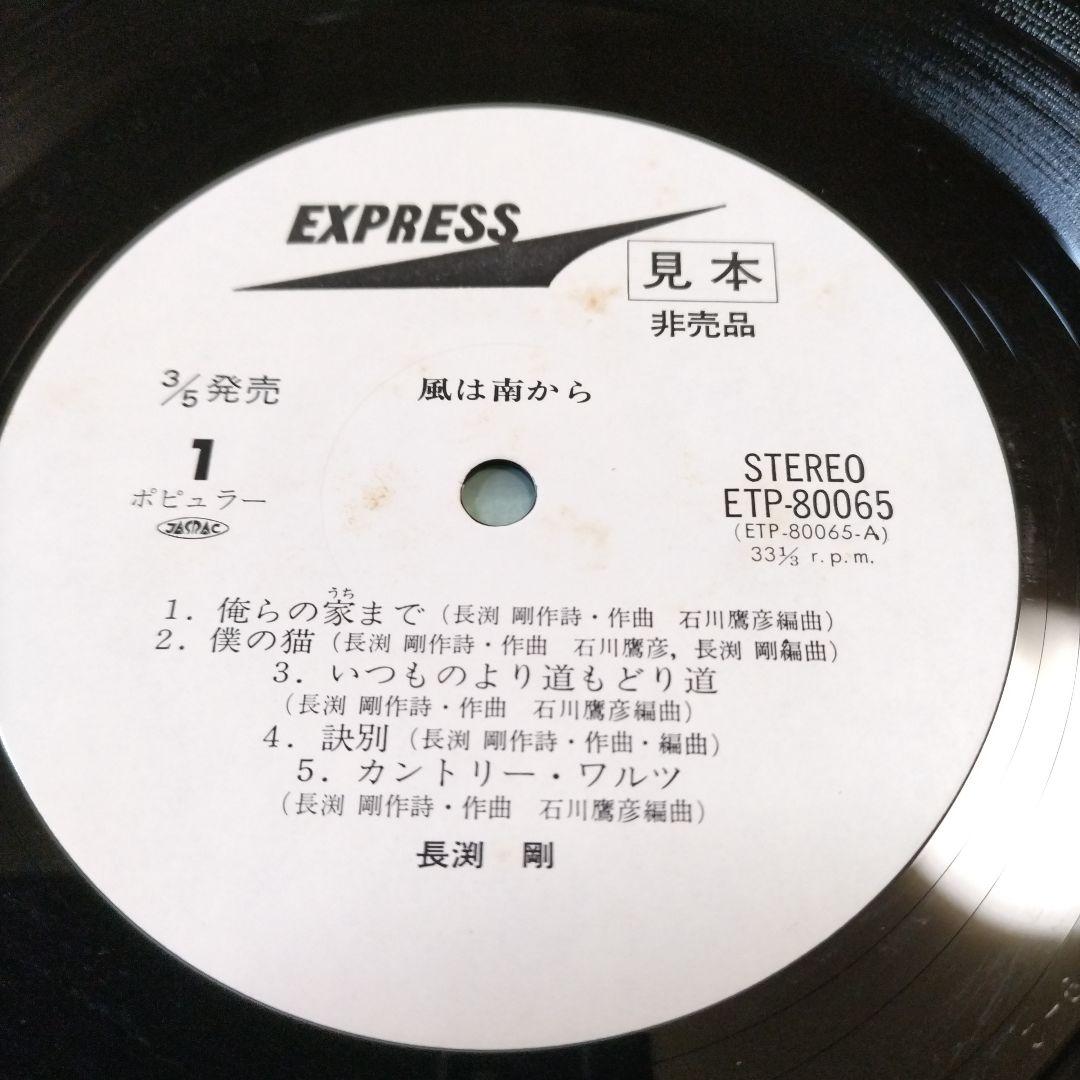 EXPRESS
見本
非売品
3/5発売
風は南から
1
ポピュラー
JASRAC
STEREO
ETP-80065
(ETP-80065-A)
33⅓ r.p.m.
うち
1. 俺らの家まで (長渕 剛作詩・作曲 石川鷹彦編曲)
2. 僕の猫 (長渕 剛作詩・作曲 石川鷹彦, 長渕 剛編曲)
3. いつものより道もどり道
(長渕 剛作詩・作曲 石川鷹彦編曲)
4. 訣別 (長渕 剛作詩・作曲・編曲)
5. カントリー・ワルツ
(長渕 剛作詩・作曲 石川鷹彦編曲)
長渕 剛